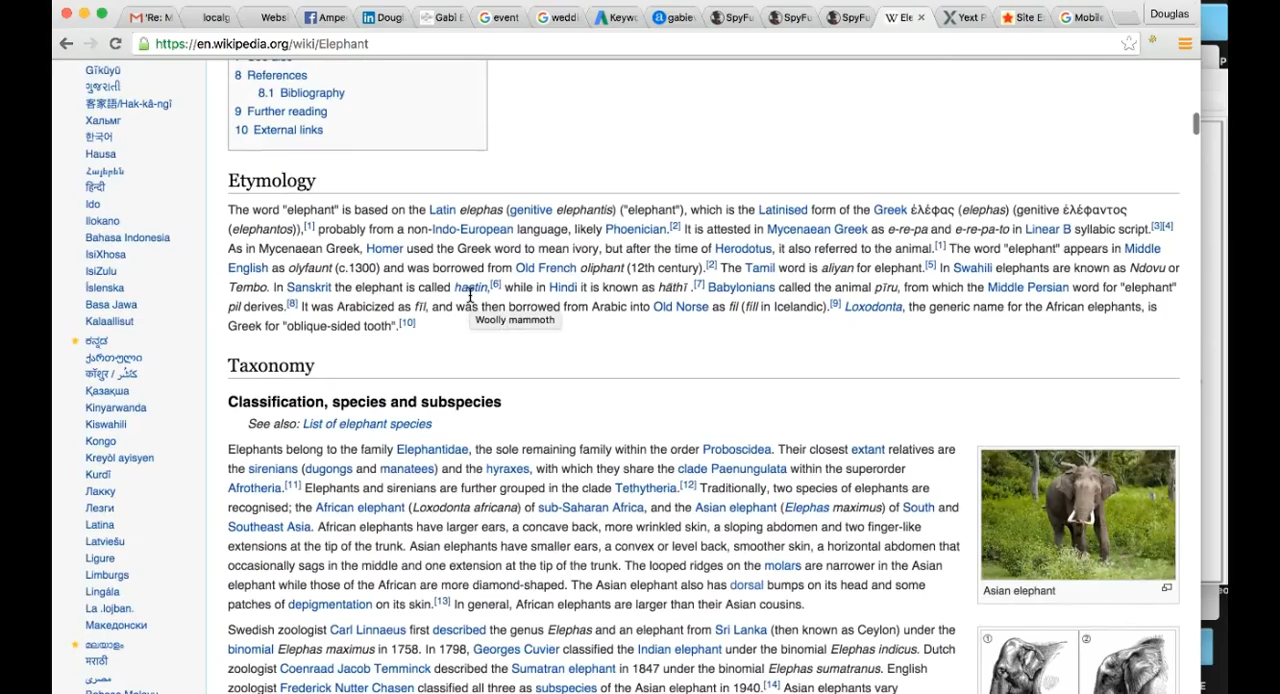 'Re: M
localg
Websi
Ampe
Dougl
Gabi E
event
wedd
Keywo
gabie
SpyFu
SpyFu
SpyFu
Ele
Yext P
Site E
Mobile
Douglas
https://en.wikipedia.org/wiki/Elephant
Gĩkũyũ
ગુજરાતી
客家語/Hak-kâ-ngî
Хальмг
한국어
Hausa
Հայերեն
हिन्दी
Ido
Ilokano
Bahasa Indonesia
IsiXhosa
IsiZulu
Íslenska
Basa Jawa
Kalaallisut
ಕನ್ನಡ
ქართული
کٲشُر / कॉशुर
Қазақша
Kinyarwanda
Kiswahili
Kongo
Kreyòl ayisyen
Kurdî
Лакку
Лезги
Latina
Latviešu
Ligure
Limburgs
Lingála
La .lojban.
Македонски
മലയാളം
मराठी
مصرى
Bahasa Melayu
8 References
8.1 Bibliography
9 Further reading
10 External links
Etymology
The word "elephant" is based on the Latin elephas (genitive elephantis) ("elephant"), which is the Latinised form of the Greek ἐλέφας (elephas) (genitive ἐλέφαντος
(elephantos)),[1] probably from a non-Indo-European language, likely Phoenician.[2] It is attested in Mycenaean Greek as e-re-pa and e-re-pa-to in Linear B syllabic script.[3][4]
As in Mycenaean Greek, Homer used the Greek word to mean ivory, but after the time of Herodotus, it also referred to the animal.[1] The word "elephant" appears in Middle
English as olyfaunt (c.1300) and was borrowed from Old French oliphant (12th century).[2] The Tamil word is aliyan for elephant.[5] In Swahili elephants are known as Ndovu or
Tembo. In Sanskrit the elephant is called hastin,[6] while in Hindi it is known as hāthī.[7] Babylonians called the animal pīru, from which the Middle Persian word for "elephant"
pil derives.[8] It was Arabicized as fīl, and was then borrowed from Arabic into Old Norse as fil (fíll in Icelandic).[9] Loxodonta, the generic name for the African elephants, is
Greek for "oblique-sided tooth".[10]
Woolly mammoth
Taxonomy
Classification, species and subspecies
See also: List of elephant species
Elephants belong to the family Elephantidae, the sole remaining family within the order Proboscidea. Their closest extant relatives are
the sirenians (dugongs and manatees) and the hyraxes, with which they share the clade Paenungulata within the superorder
Afrotheria.[11] Elephants and sirenians are further grouped in the clade Tethytheria.[12] Traditionally, two species of elephants are
recognised; the African elephant (Loxodonta africana) of sub-Saharan Africa, and the Asian elephant (Elephas maximus) of South and
Southeast Asia. African elephants have larger ears, a concave back, more wrinkled skin, a sloping abdomen and two finger-like
extensions at the tip of the trunk. Asian elephants have smaller ears, a convex or level back, smoother skin, a horizontal abdomen that
occasionally sags in the middle and one extension at the tip of the trunk. The looped ridges on the molars are narrower in the Asian
elephant while those of the African are more diamond-shaped. The Asian elephant also has dorsal bumps on its head and some
patches of depigmentation on its skin.[13] In general, African elephants are larger than their Asian cousins.
Swedish zoologist Carl Linnaeus first described the genus Elephas and an elephant from Sri Lanka (then known as Ceylon) under the
binomial Elephas maximus in 1758. In 1798, Georges Cuvier classified the Indian elephant under the binomial Elephas indicus. Dutch
zoologist Coenraad Jacob Temminck described the Sumatran elephant in 1847 under the binomial Elephas sumatranus. English
zoologist Frederick Nutter Chasen classified all three as subspecies of the Asian elephant in 1940.[14] Asian elephants vary
Asian elephant
①
②